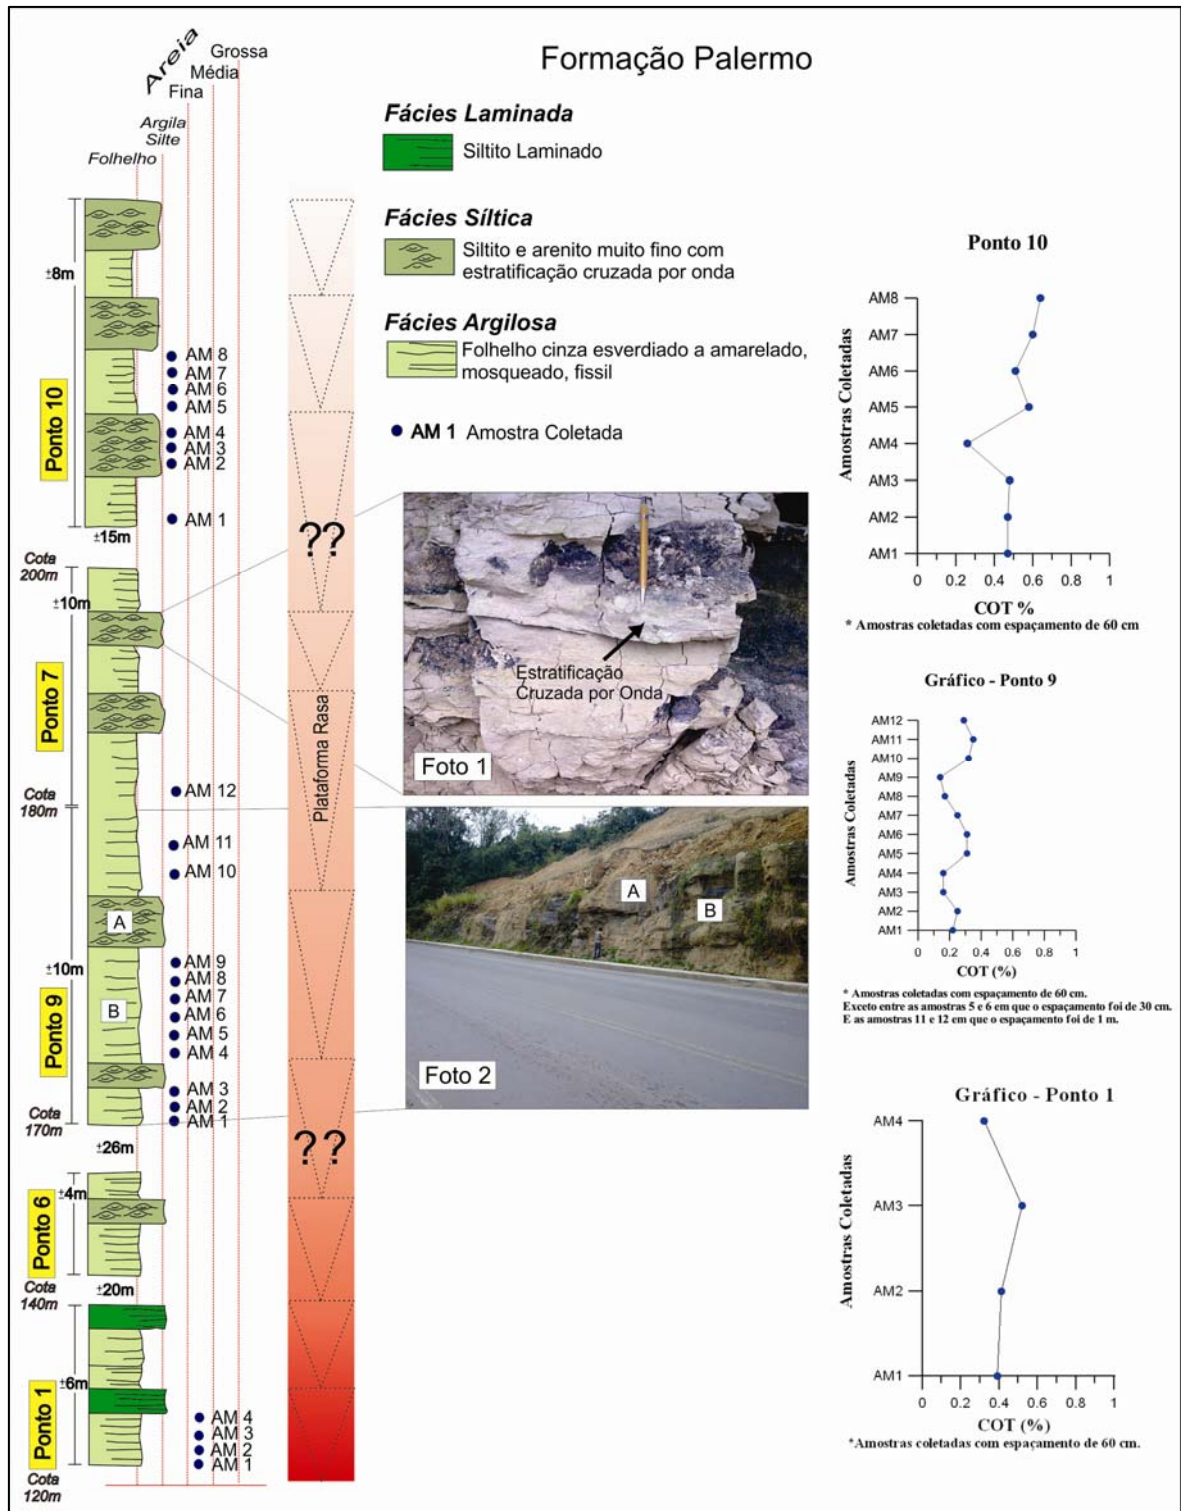 Formação Palermo
Areia
Grossa
Média
Fina
Argila
Silte
Folhelho
Fácies Laminada
Siltito Laminado
Fácies Síltica
Siltito e arenito muito fino com
estratificação cruzada por onda
Fácies Argilosa
Folhelho cinza esverdiado a amarelado,
mosqueado, fissil
AM 1 Amostra Coletada
±8m
Ponto 10
AM 8
AM 7
AM 6
AM 5
AM 4
AM 3
AM 2
AM 1
±15m
Cota
200m
±10m
Ponto 7
Cota
180m
AM 12
AM 11
AM 10
A
±10m
B
Ponto 9
AM 9
AM 8
AM 7
AM 6
AM 5
AM 4
AM 3
AM 2
AM 1
Cota
170m
±26m
±4m
Ponto 6
Cota
140m
±20m
±6m
Ponto 1
AM 4
AM 3
AM 2
AM 1
Cota
120m
??
Plataforma Rasa
??
Estratificação
Cruzada por Onda
Foto 1
A
B
Foto 2
Ponto 10
Amostras Coletadas
AM8
AM7
AM6
AM5
AM4
AM3
AM2
AM1
0 0.2 0.4 0.6 0.8 1
COT %
* Amostras coletadas com espaçamento de 60 cm
Gráfico - Ponto 9
Amostras Coletadas
AM12
AM11
AM10
AM9
AM8
AM7
AM6
AM5
AM4
AM3
AM2
AM1
0 0.2 0.4 0.6 0.8 1
COT (%)
* Amostras coletadas com espaçamento de 60 cm.
Exceto entre as amostras 5 e 6 em que o espaçamento foi de 30 cm.
E as amostras 11 e 12 em que o espaçamento foi de 1 m.
Gráfico - Ponto 1
Amostras Coletadas
AM4
AM3
AM2
AM1
0 0.2 0.4 0.6 0.8 1
COT (%)
*Amostras coletadas com espaçamento de 60 cm.